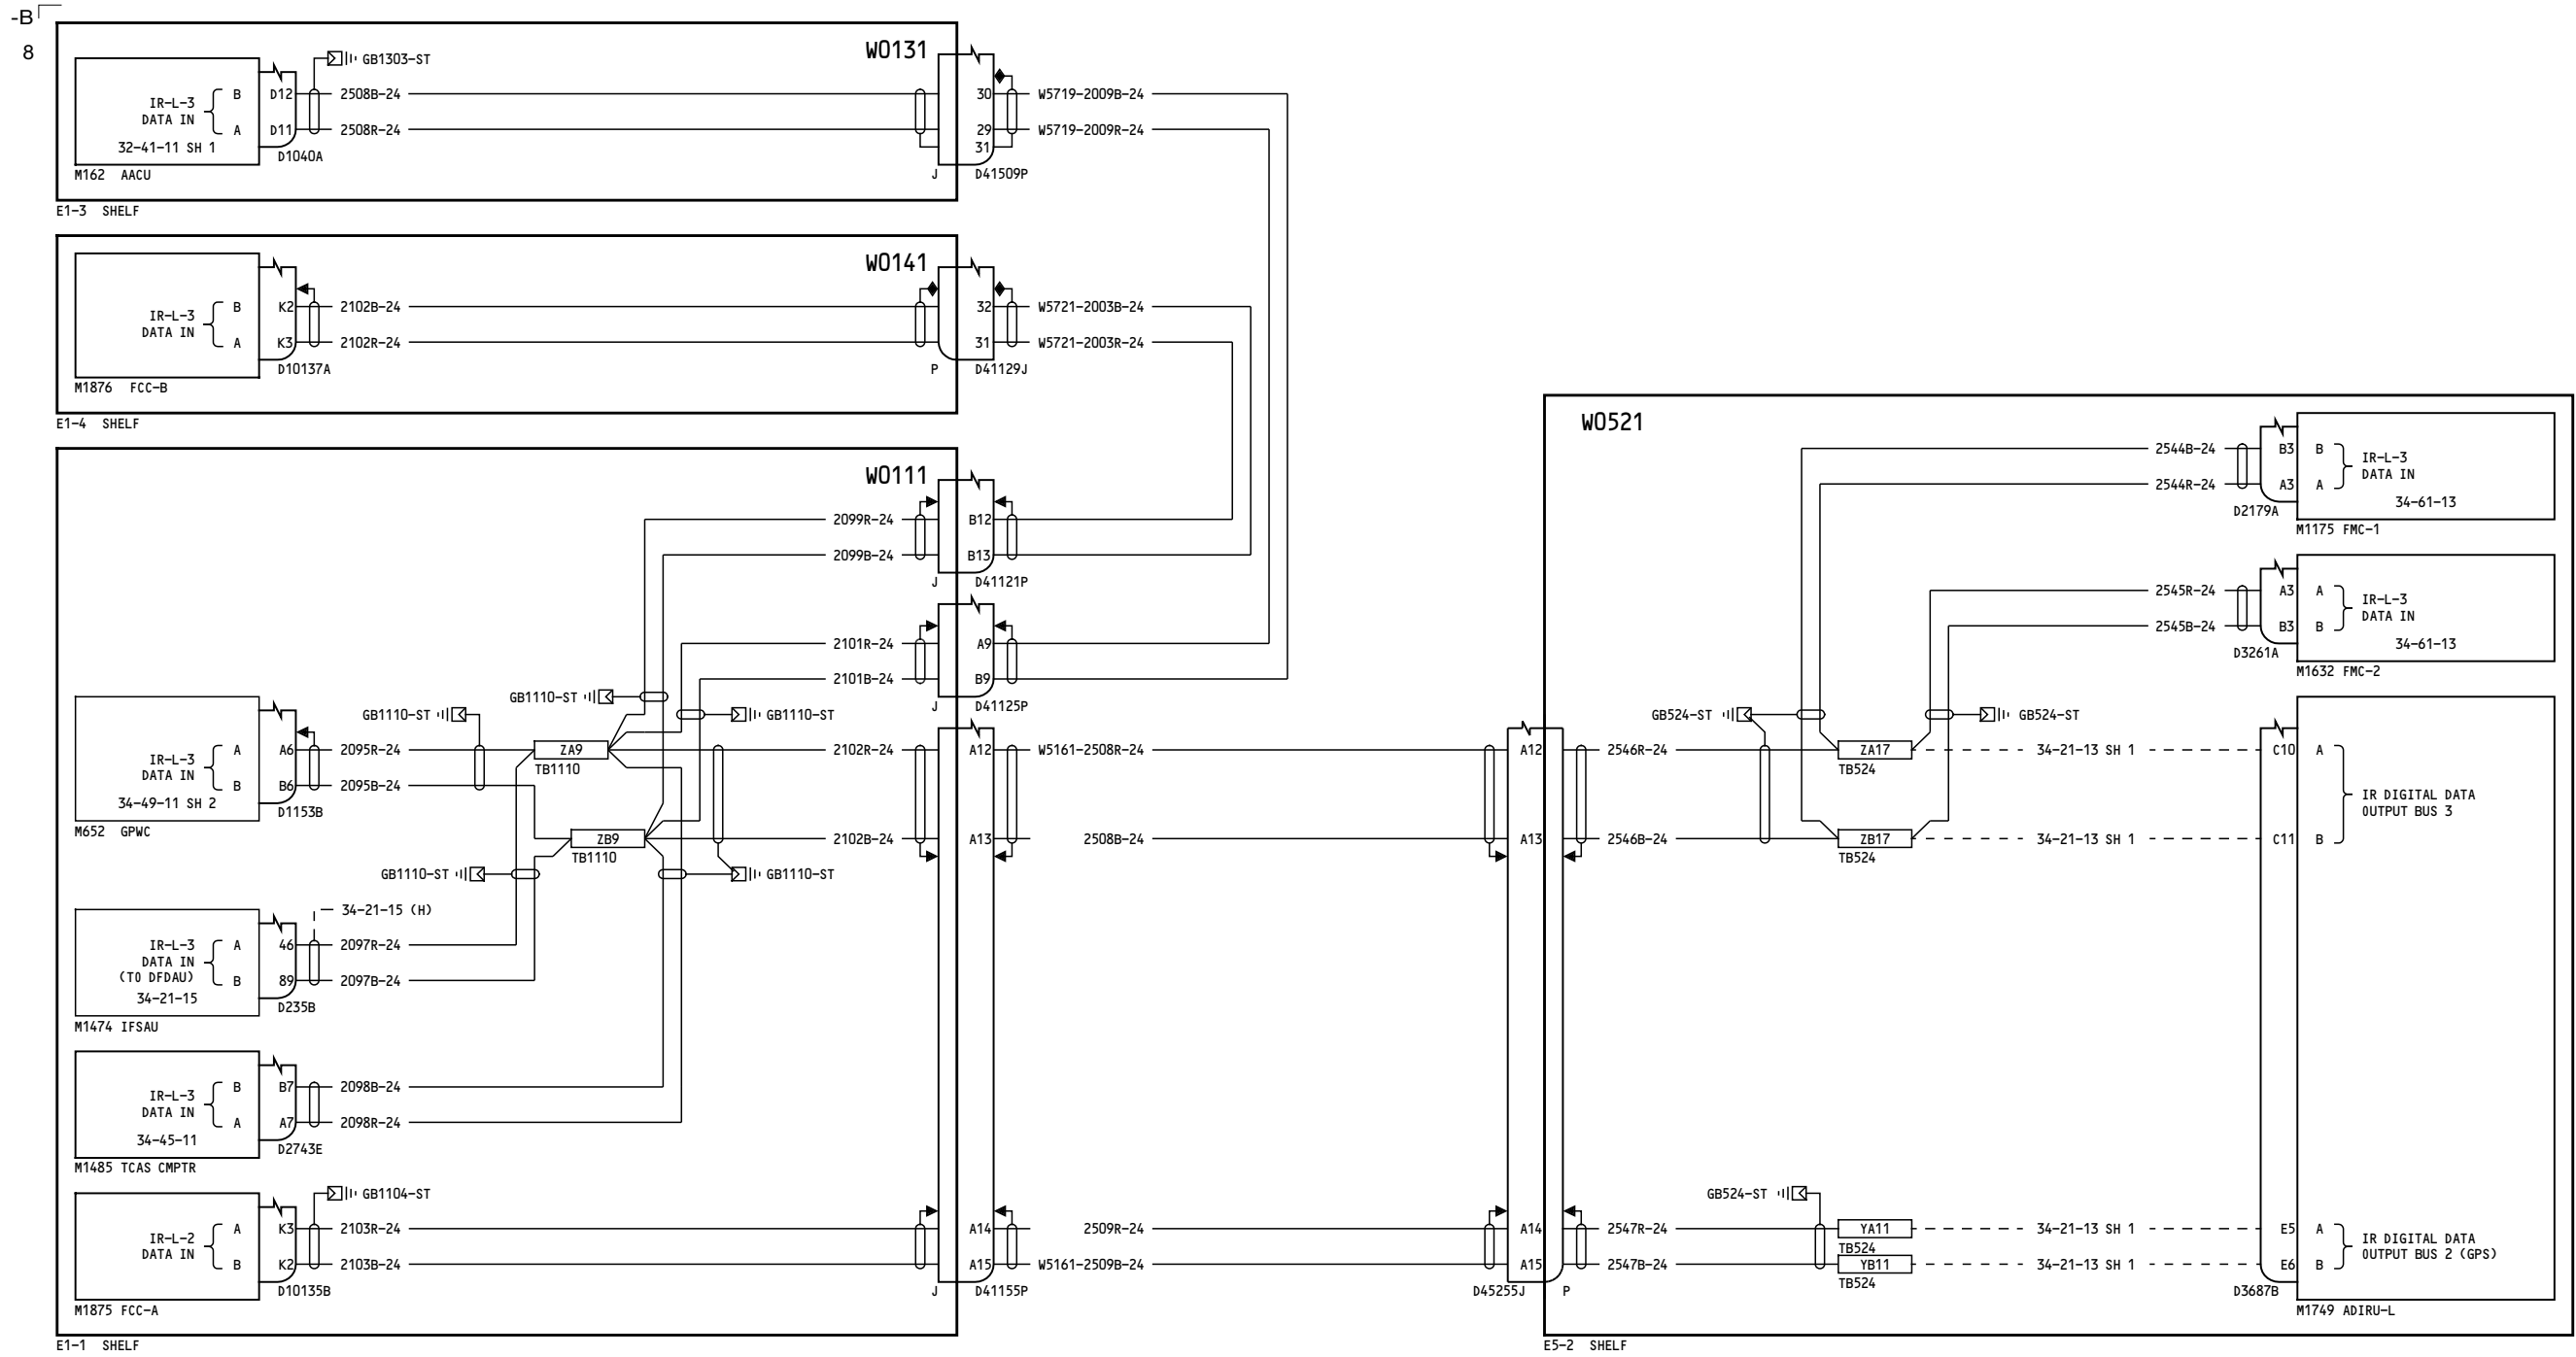 -B
8
W0131
GB1303-ST
IR-L-3
DATA IN
B D12 2508B-24
A D11 2508R-24
32-41-11 SH 1
D1040A
M162 AACU
30 W5719-2009B-24
29 W5719-2009R-24
31
J D41509P
E1-3 SHELF
W0141
IR-L-3
DATA IN
B K2 2102B-24
A K3 2102R-24
D10137A
M1876 FCC-B
32 W5721-2003B-24
31 W5721-2003R-24
P D41129J
E1-4 SHELF
W0111
2099R-24 B12
2099B-24 B13
J D41121P
2101R-24 A9
2101B-24 B9
J D41125P
GB1110-ST
GB1110-ST
GB1110-ST
IR-L-3
DATA IN
A A6 2095R-24
B B6 2095B-24
34-49-11 SH 2
D1153B
M652 GPWC
ZA9
TB1110
2102R-24 A12 W5161-2508R-24
ZB9
TB1110
2102B-24 A13 2508B-24
GB1110-ST
GB1110-ST
34-21-15 (H)
IR-L-3
DATA IN
(TO DFDAU)
A 46 2097R-24
B 89 2097B-24
34-21-15
D235B
M1474 IFSAU
IR-L-3
DATA IN
B B7 2098B-24
A A7 2098R-24
34-45-11
D2743E
M1485 TCAS CMPTR
GB1104-ST
IR-L-2
DATA IN
A K3 2103R-24
B K2 2103B-24
D10135B
M1875 FCC-A
A14 2509R-24
A15 W5161-2509B-24
J D41155P
E1-1 SHELF
W0521
2544B-24 B3 B
2544R-24 A3 A
IR-L-3
DATA IN
34-61-13
D2179A
M1175 FMC-1
2545R-24 A3 A
2545B-24 B3 B
IR-L-3
DATA IN
34-61-13
D3261A
M1632 FMC-2
GB524-ST
GB524-ST
A12 2546R-24 ZA17 34-21-13 SH 1 C10 A
TB524
IR DIGITAL DATA
OUTPUT BUS 3
A13 2546B-24 ZB17 34-21-13 SH 1 C11 B
TB524
GB524-ST
A14 2547R-24 YA11 34-21-13 SH 1 E5 A
TB524
IR DIGITAL DATA
OUTPUT BUS 2 (GPS)
A15 2547B-24 YB11 34-21-13 SH 1 E6 B
TB524
D45255J P
D3687B
M1749 ADIRU-L
E5-2 SHELF